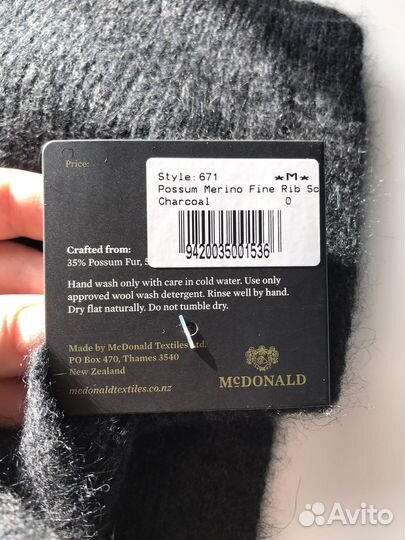 Price:
Style: 671 ★M★
Possum Merino Fine Rib Sc
Charcoal 0
9420035001536
Crafted from:
35% Possum Fur, 5
Hand wash only with care in cold water. Use only
approved wool wash detergent. Rinse well by hand.
Dry flat naturally. Do not tumble dry.
Made by McDonald Textiles Ltd.
PO Box 470, Thames 3540
New Zealand
mcdonaldtextiles.co.nz
McDONALD
Avito